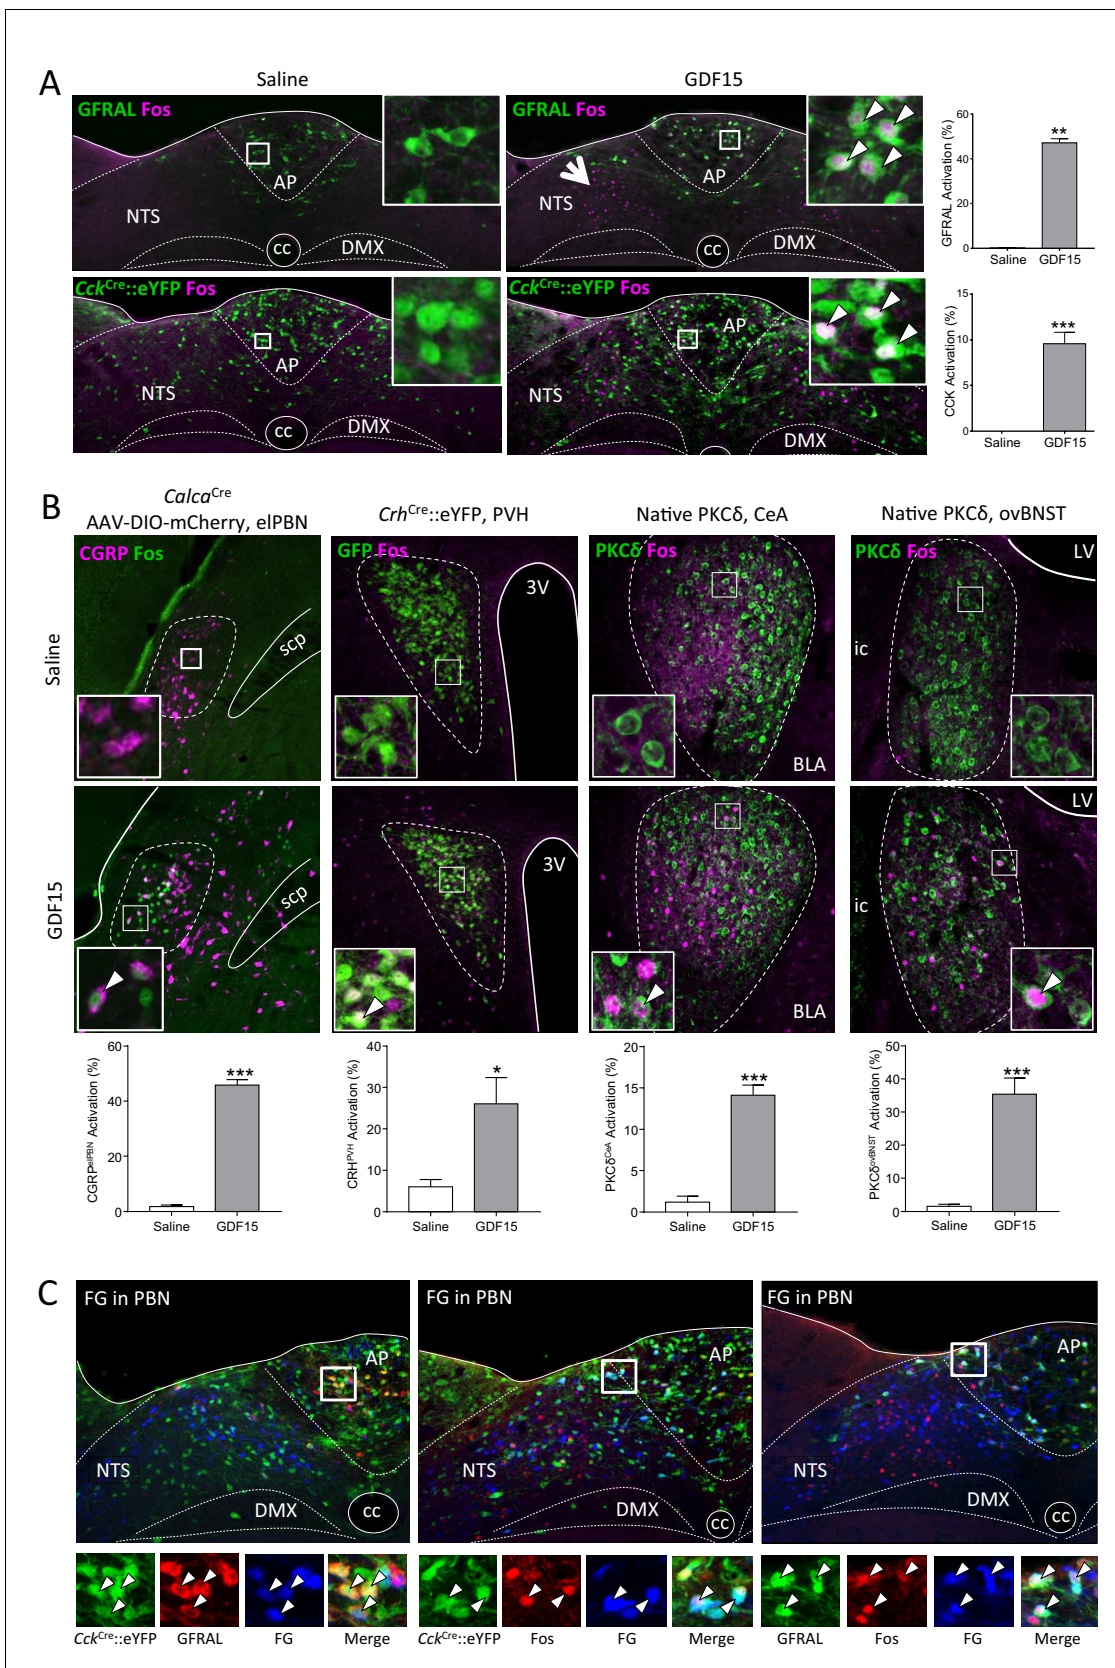 A
Saline
GDF15
GFRAL Fos
AP
NTS
cc
DMX
GFRAL Fos
AP
NTS
cc
DMX
GFRAL Activation (%)
60
40
20
0
**
Saline
GDF15
CckCre::eYFP Fos
AP
NTS
cc
DMX
CckCre::eYFP Fos
AP
NTS
DMX
CCK Activation (%)
15
10
5
0
***
Saline
GDF15
B
CalcaCre
AAV-DIO-mCherry, elPBN
CrhCre::eYFP, PVH
Native PKCδ, CeA
Native PKCδ, ovBNST
Saline
CGRP Fos
scp
GFP Fos
3V
PKCδ Fos
BLA
PKCδ Fos
LV
ic
GDF15
scp
3V
BLA
LV
ic
CGRPelPBN Activation (%)
60
40
20
0
***
Saline
GDF15
CRHPVH Activation (%)
40
30
20
10
0
*
Saline
GDF15
PKCδCeA Activation (%)
20
15
10
5
0
***
Saline
GDF15
PKCδovBNST Activation (%)
50
40
30
20
10
0
***
Saline
GDF15
C
FG in PBN
AP
NTS
DMX
cc
FG in PBN
AP
NTS
DMX
cc
FG in PBN
AP
NTS
DMX
cc
CckCre::eYFP
GFRAL
FG
Merge
CckCre::eYFP
Fos
FG
Merge
GFRAL
Fos
FG
Merge